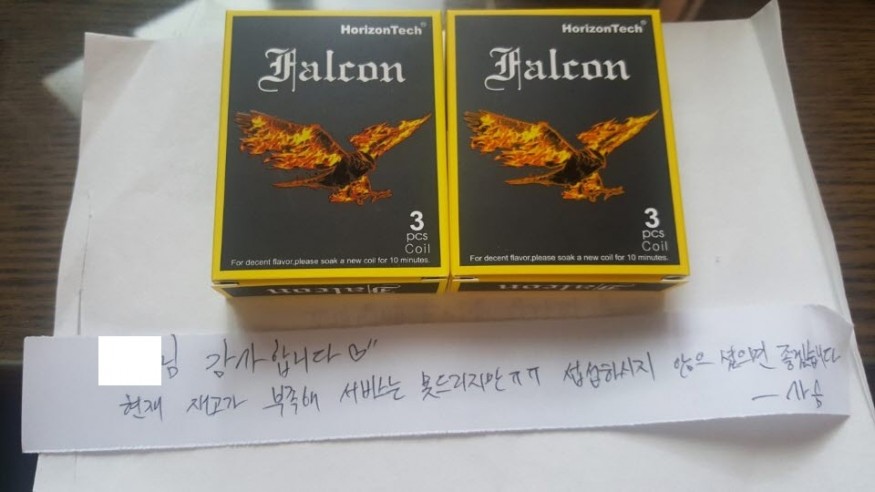 HorizonTech®
Falcon
3
pcs
Coil
For decent flavor,please soak a new coil for 10 minutes.
Falcon
HorizonTech®
Falcon
3
pcs
Coil
For decent flavor,please soak a new coil for 10 minutes.
Falcon
님 감사합니다♡"
현재 재고가 부족해 서비스는 못드리지만ㅠㅠ 섭섭하시지 않으셨으면 좋겠습니다